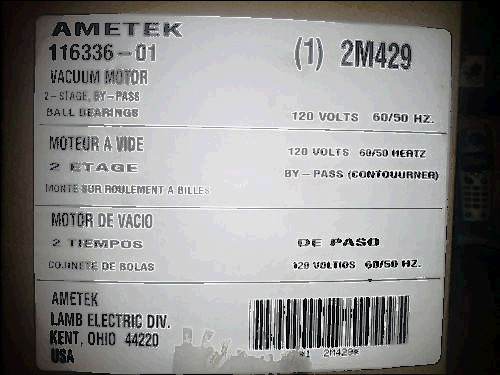 AMETEK
116336-01 (1) 2M429
VACUUM MOTOR
2-STAGE, BY-PASS
BALL BEARINGS 120 VOLTS 60/50 HZ.
MOTEUR A VIDE 120 VOLTS 60/50 HERTZ
2 ETAGE BY-PASS (CONTOUURNER)
MONTE SUR ROULEMENT A BILLES
MOTOR DE VACIO
2 TIEMPOS DE PASO
COJINETE DE BOLAS 120 VOLTIOS 60/50 HZ.
AMETEK
LAMB ELECTRIC DIV.
KENT, OHIO 44220
USA
*1 2M429*